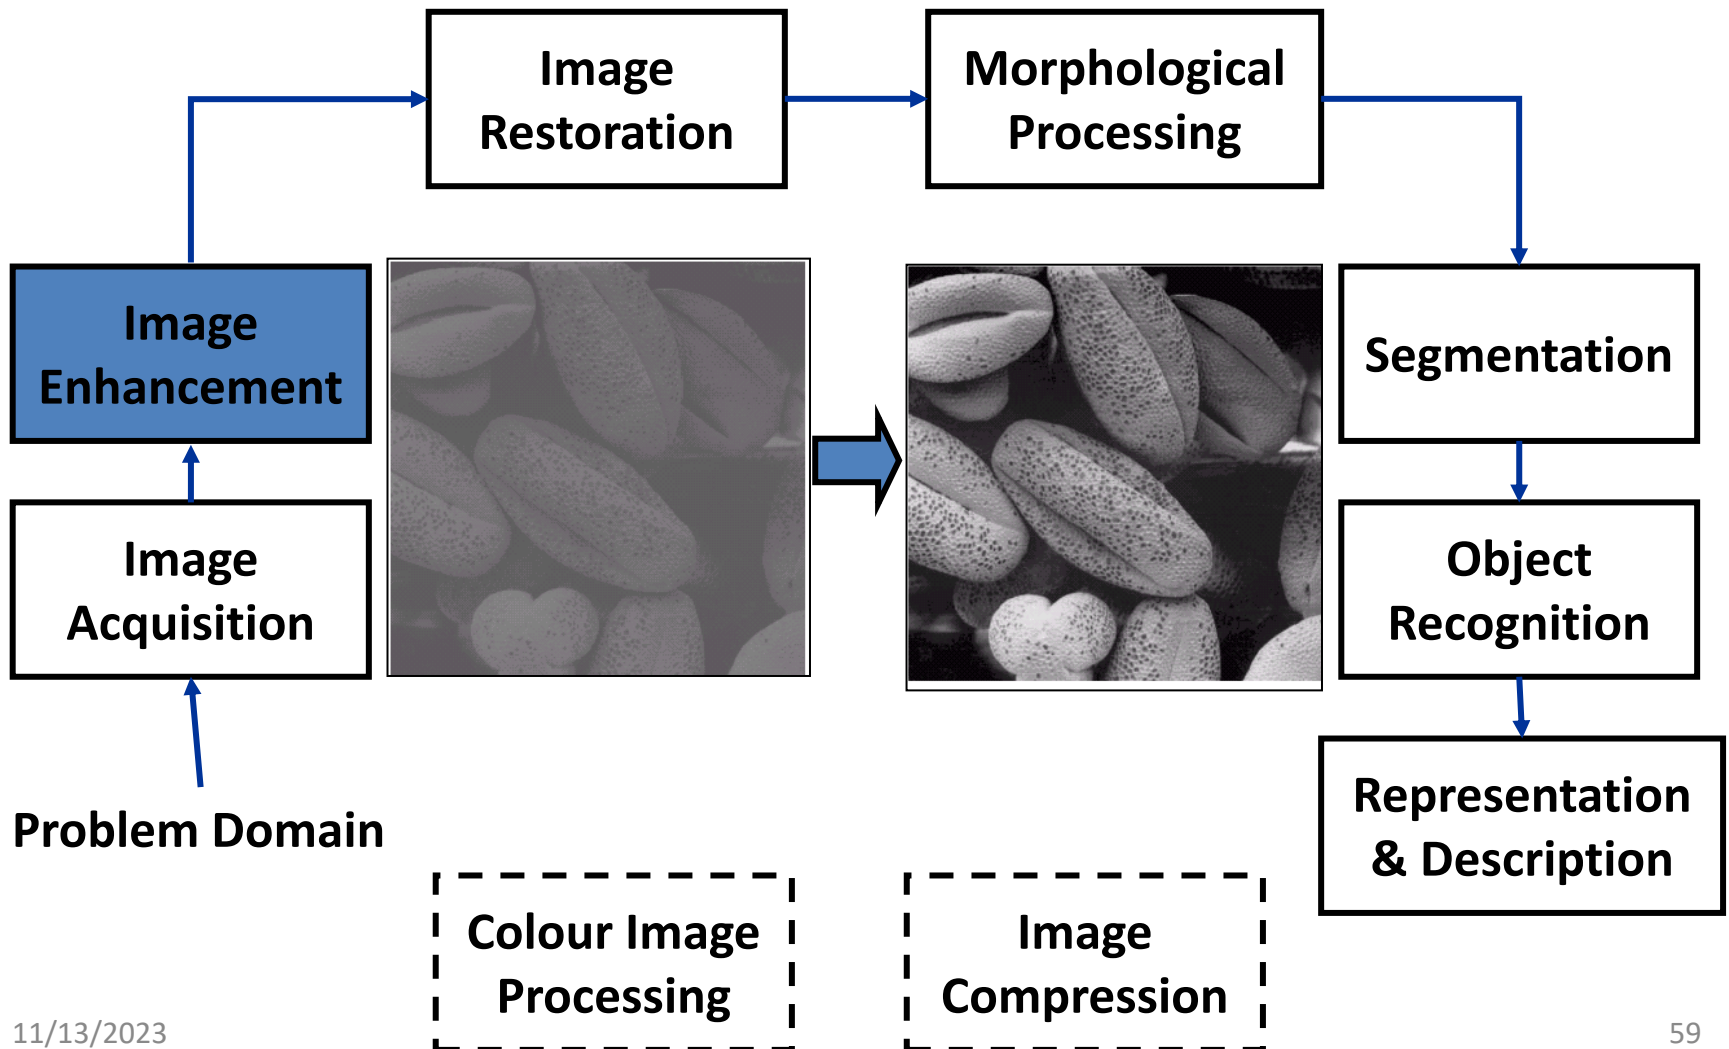 Image
Restoration
Morphological
Processing
Image
Enhancement
Segmentation
Image
Acquisition
Object
Recognition
Problem Domain
Representation
& Description
Colour Image
Processing
Image
Compression
11/13/2023
59